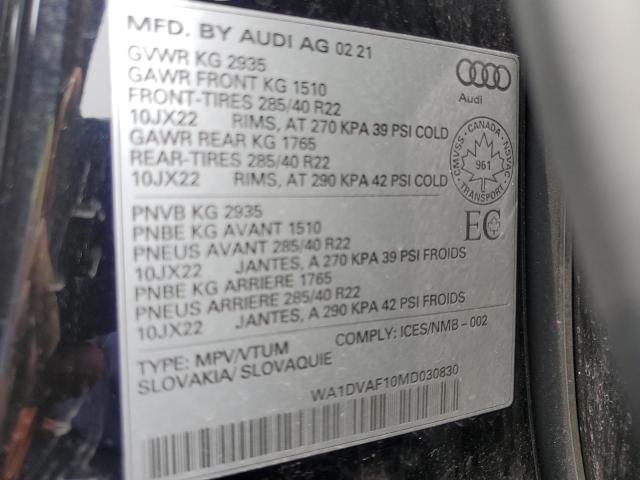 MFD. BY AUDI AG 02 21
GVWR KG 2935
GAWR FRONT KG 1510
FRONT-TIRES 285/40 R22
10JX22 RIMS, AT 270 KPA 39 PSI COLD
GAWR REAR KG 1765
REAR-TIRES 285/40 R22
10JX22 RIMS, AT 290 KPA 42 PSI COLD
Audi
CMVSS - CANADA - NSVAC
961
TRANSPORT
PNVB KG 2935
PNBE KG AVANT 1510
PNEUS AVANT 285/40 R22
10JX22 JANTES, A 270 KPA 39 PSI FROIDS
PNBE KG ARRIERE 1765
PNEUS ARRIERE 285/40 R22
10JX22 JANTES, A 290 KPA 42 PSI FROIDS
EC
COMPLY: ICES/NMB - 002
TYPE: MPV/VTUM
SLOVAKIA/ SLOVAQUIE
WA1DVAF10MD030830